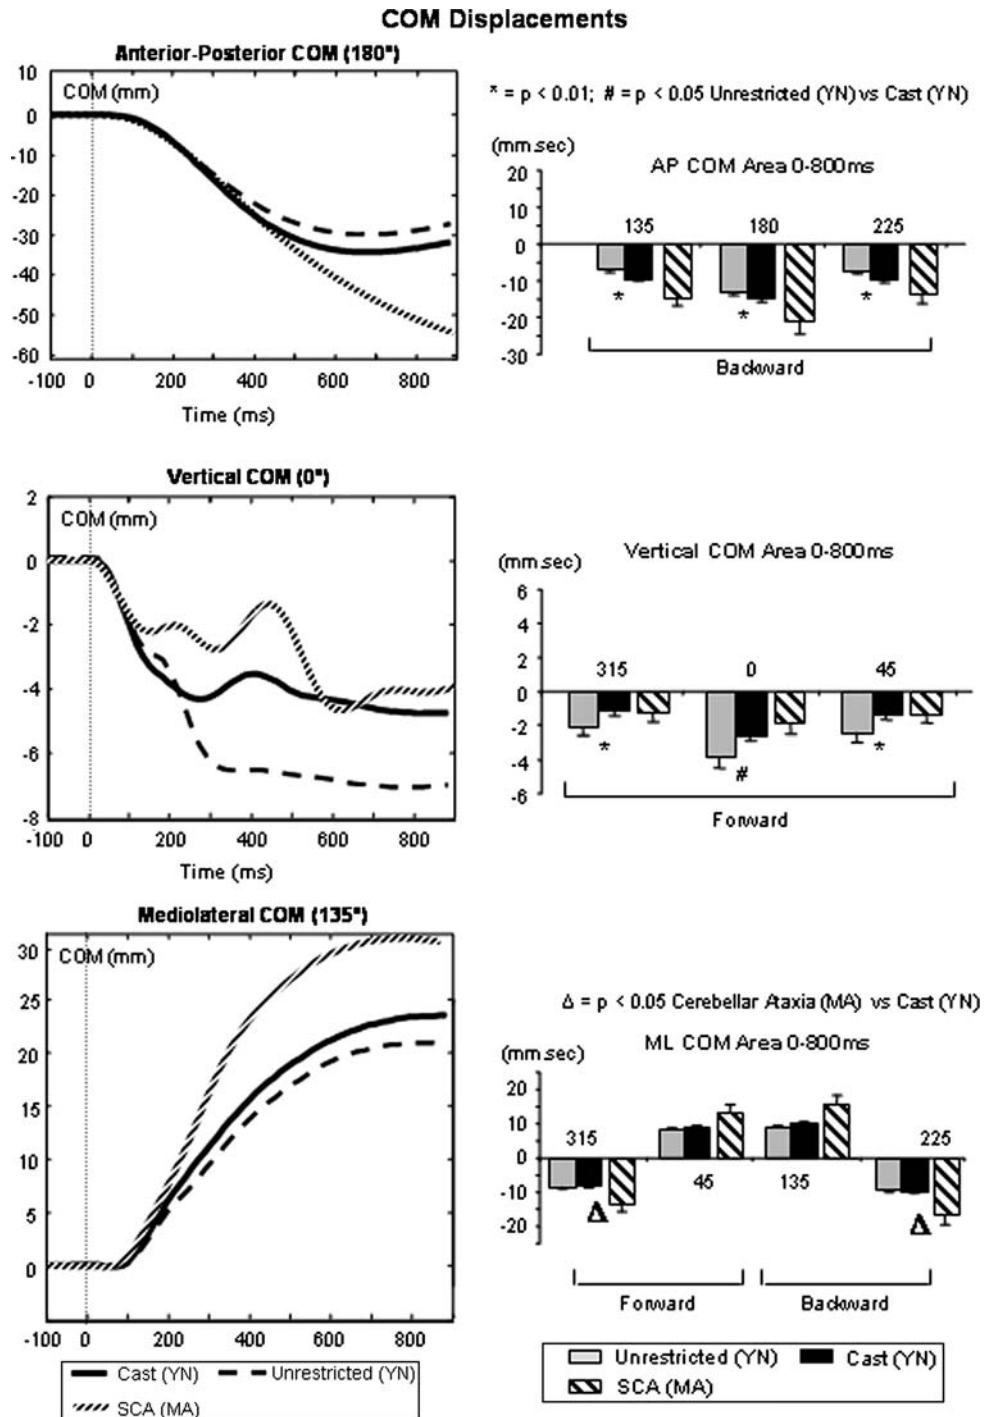 COM Displacements
Anterior-Posterior COM (180°)
COM (mm)
10
0
-10
-20
-30
-40
-50
-60
-100 0 200 400 600 800
Time (ms)
* = p < 0.01; # = p < 0.05 Unrestricted (YN) vs Cast (YN)
(mm.sec)
AP COM Area 0-800ms
20
10
0
-10
-20
-30
135 180 225
* * *
Backward
Vertical COM (0°)
COM (mm)
2
0
-2
-4
-6
-8
-100 0 200 400 600 800
Time (ms)
(mm.sec)
Vertical COM Area 0-800ms
6
4
2
0
-2
-4
-6
315 0 45
* # *
Forward
Mediolateral COM (135°)
COM (mm)
30
25
20
15
10
5
0
-100 0 200 400 600 800
Cast (YN) Unrestricted (YN)
SCA (MA)
Δ = p < 0.05 Cerebellar Ataxia (MA) vs Cast (YN)
(mm.sec)
ML COM Area 0-800ms
20
10
0
-10
-20
315 45 135 225
Δ Δ
Forward Backward
Unrestricted (YN) Cast (YN)
SCA (MA)